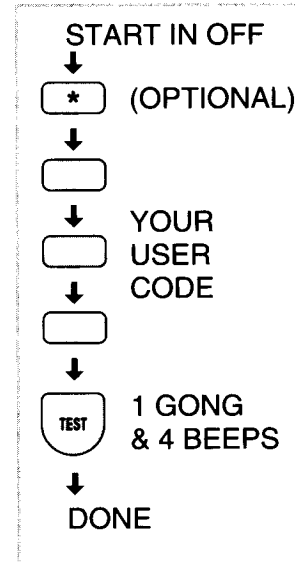 START IN OFF
* (OPTIONAL)
YOUR
USER
CODE
TEST 1 GONG
& 4 BEEPS
DONE